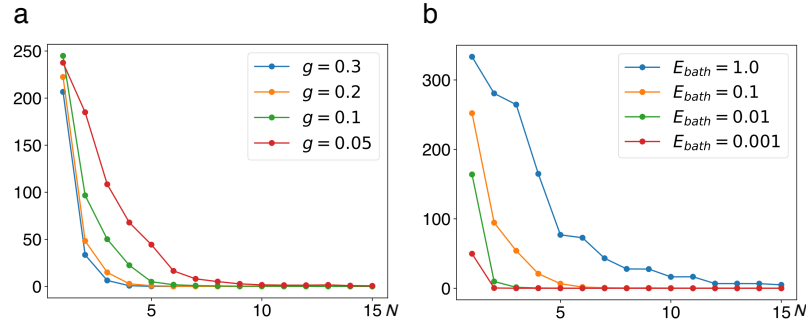 a
250
200
150
100
50
0
5
10
15
N
g = 0.3
g = 0.2
g = 0.1
g = 0.05
b
300
200
100
0
5
10
15
N
E_bath = 1.0
E_bath = 0.1
E_bath = 0.01
E_bath = 0.001